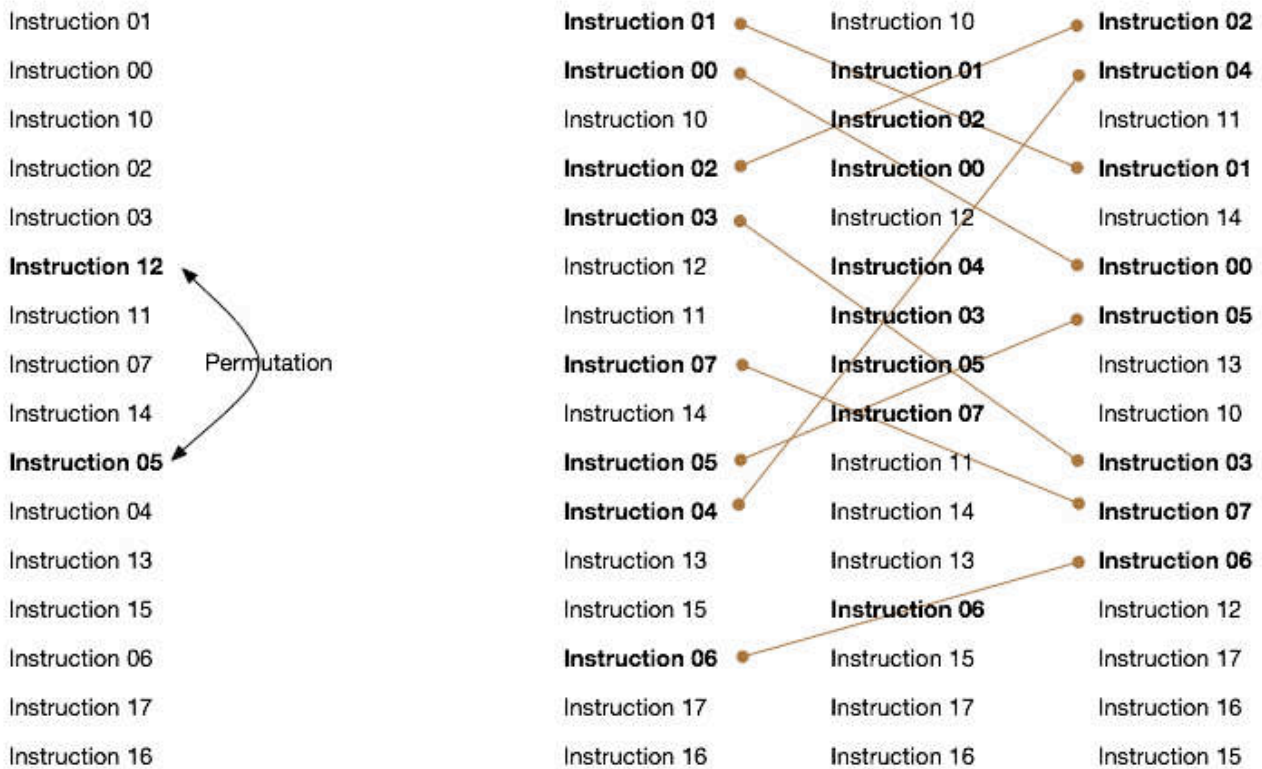 Instruction 01 Instruction 01 Instruction 10 Instruction 02
Instruction 00 Instruction 00 Instruction 01 Instruction 04
Instruction 10 Instruction 10 Instruction 02 Instruction 11
Instruction 02 Instruction 02 Instruction 00 Instruction 01
Instruction 03 Instruction 03 Instruction 12 Instruction 14
Instruction 12 Instruction 12 Instruction 04 Instruction 00
Instruction 11 Instruction 11 Instruction 03 Instruction 05
Instruction 07 Permutation Instruction 07 Instruction 05 Instruction 13
Instruction 14 Instruction 14 Instruction 07 Instruction 10
Instruction 05 Instruction 05 Instruction 11 Instruction 03
Instruction 04 Instruction 04 Instruction 14 Instruction 07
Instruction 13 Instruction 13 Instruction 13 Instruction 06
Instruction 15 Instruction 15 Instruction 06 Instruction 12
Instruction 06 Instruction 06 Instruction 15 Instruction 17
Instruction 17 Instruction 17 Instruction 17 Instruction 16
Instruction 16 Instruction 16 Instruction 16 Instruction 15